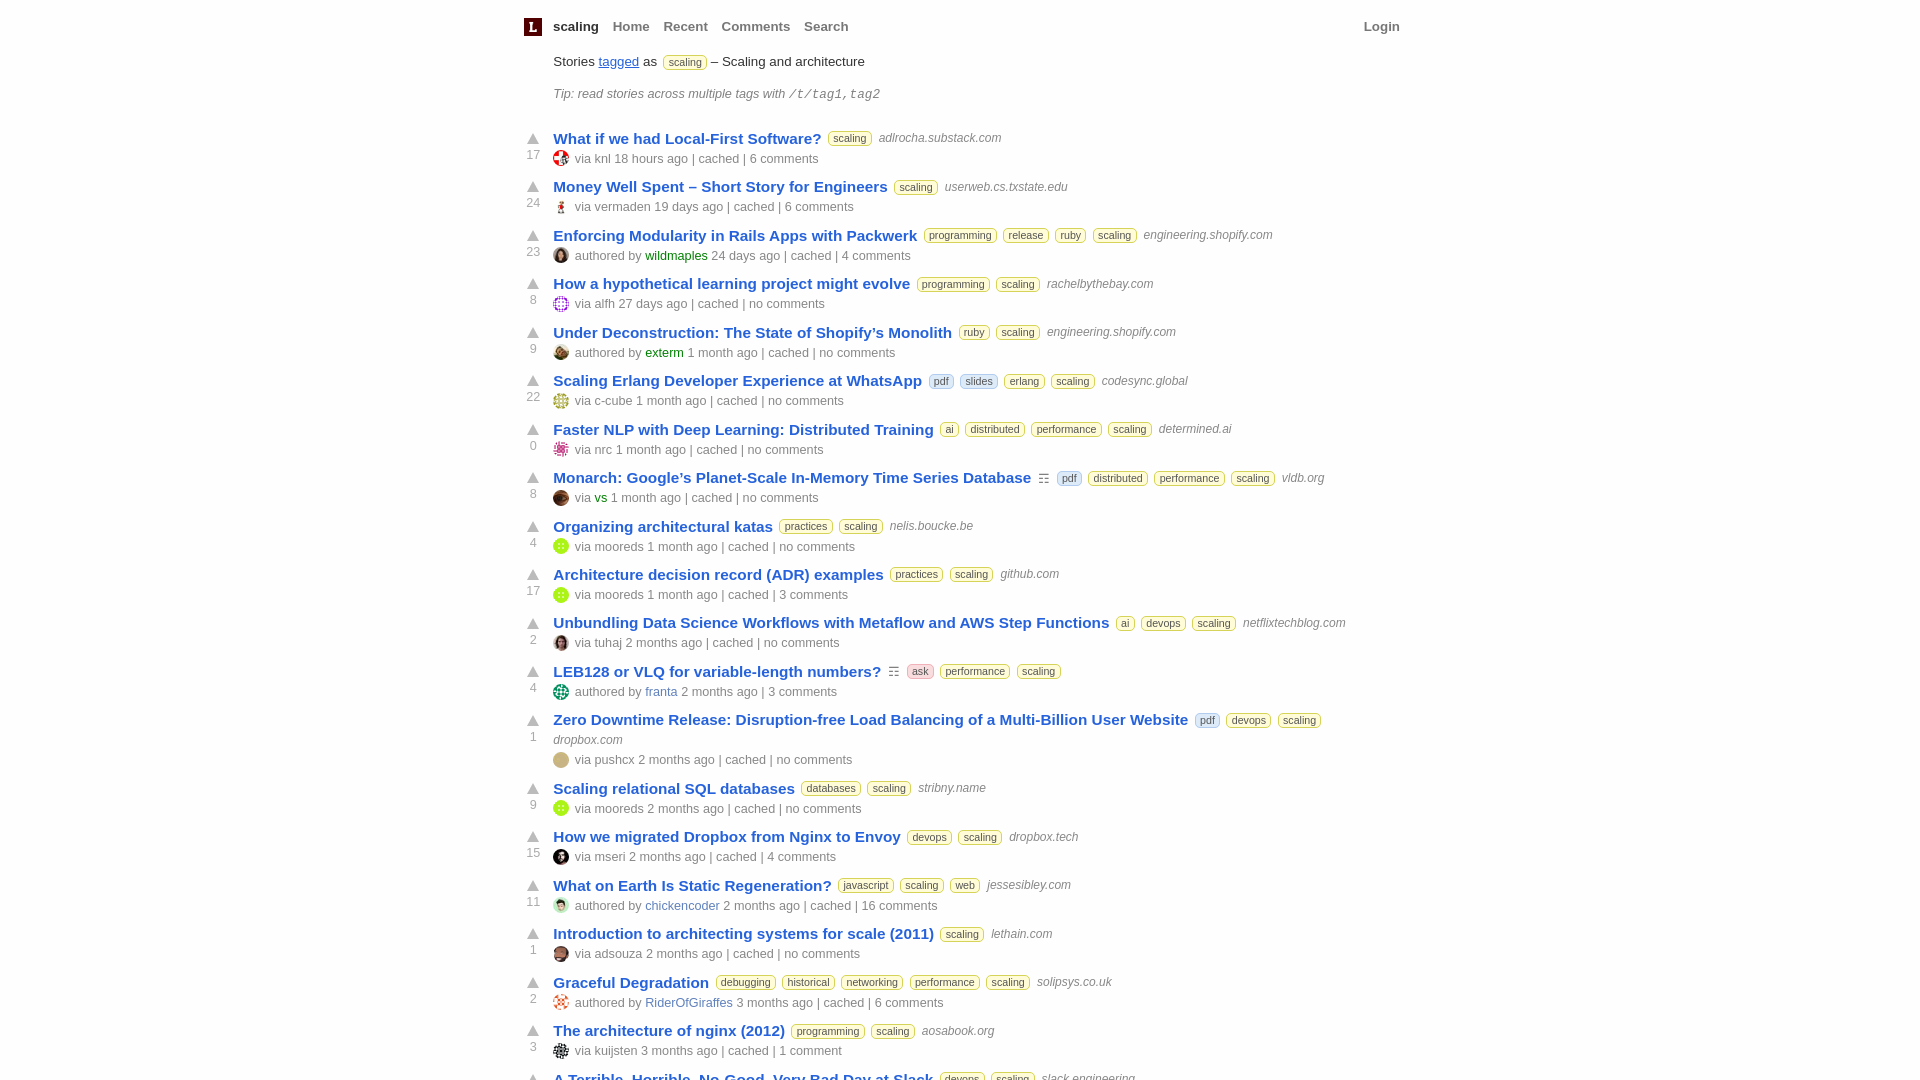 L scaling Home Recent Comments Search Login
Stories tagged as scaling – Scaling and architecture
Tip: read stories across multiple tags with /t/tag1,tag2
What if we had Local-First Software? scaling adlrocha.substack.com
17 via knl 18 hours ago | cached | 6 comments
Money Well Spent – Short Story for Engineers scaling userweb.cs.txstate.edu
24 via vermaden 19 days ago | cached | 6 comments
Enforcing Modularity in Rails Apps with Packwerk programming release ruby scaling engineering.shopify.com
23 authored by wildmaples 24 days ago | cached | 4 comments
How a hypothetical learning project might evolve programming scaling rachelbythebay.com
8 via alfh 27 days ago | cached | no comments
Under Deconstruction: The State of Shopify’s Monolith ruby scaling engineering.shopify.com
9 authored by exterm 1 month ago | cached | no comments
Scaling Erlang Developer Experience at WhatsApp pdf slides erlang scaling codesync.global
22 via c-cube 1 month ago | cached | no comments
Faster NLP with Deep Learning: Distributed Training ai distributed performance scaling determined.ai
0 via nrc 1 month ago | cached | no comments
Monarch: Google’s Planet-Scale In-Memory Time Series Database ☶ pdf distributed performance scaling vldb.org
8 via vs 1 month ago | cached | no comments
Organizing architectural katas practices scaling nelis.boucke.be
4 via mooreds 1 month ago | cached | no comments
Architecture decision record (ADR) examples practices scaling github.com
17 via mooreds 1 month ago | cached | 3 comments
Unbundling Data Science Workflows with Metaflow and AWS Step Functions ai devops scaling netflixtechblog.com
2 via tuhaj 2 months ago | cached | no comments
LEB128 or VLQ for variable-length numbers? ☶ ask performance scaling
4 authored by franta 2 months ago | 3 comments
Zero Downtime Release: Disruption-free Load Balancing of a Multi-Billion User Website pdf devops scaling
1 dropbox.com
via pushcx 2 months ago | cached | no comments
Scaling relational SQL databases databases scaling stribny.name
9 via mooreds 2 months ago | cached | no comments
How we migrated Dropbox from Nginx to Envoy devops scaling dropbox.tech
15 via mseri 2 months ago | cached | 4 comments
What on Earth Is Static Regeneration? javascript scaling web jessesibley.com
11 authored by chickencoder 2 months ago | cached | 16 comments
Introduction to architecting systems for scale (2011) scaling lethain.com
1 via adsouza 2 months ago | cached | no comments
Graceful Degradation debugging historical networking performance scaling solipsys.co.uk
2 authored by RiderOfGiraffes 3 months ago | cached | 6 comments
The architecture of nginx (2012) programming scaling aosabook.org
3 via kuijsten 3 months ago | cached | 1 comment
A Terrible, Horrible, No-Good, Very Bad Day at Slack devops scaling slack.engineering